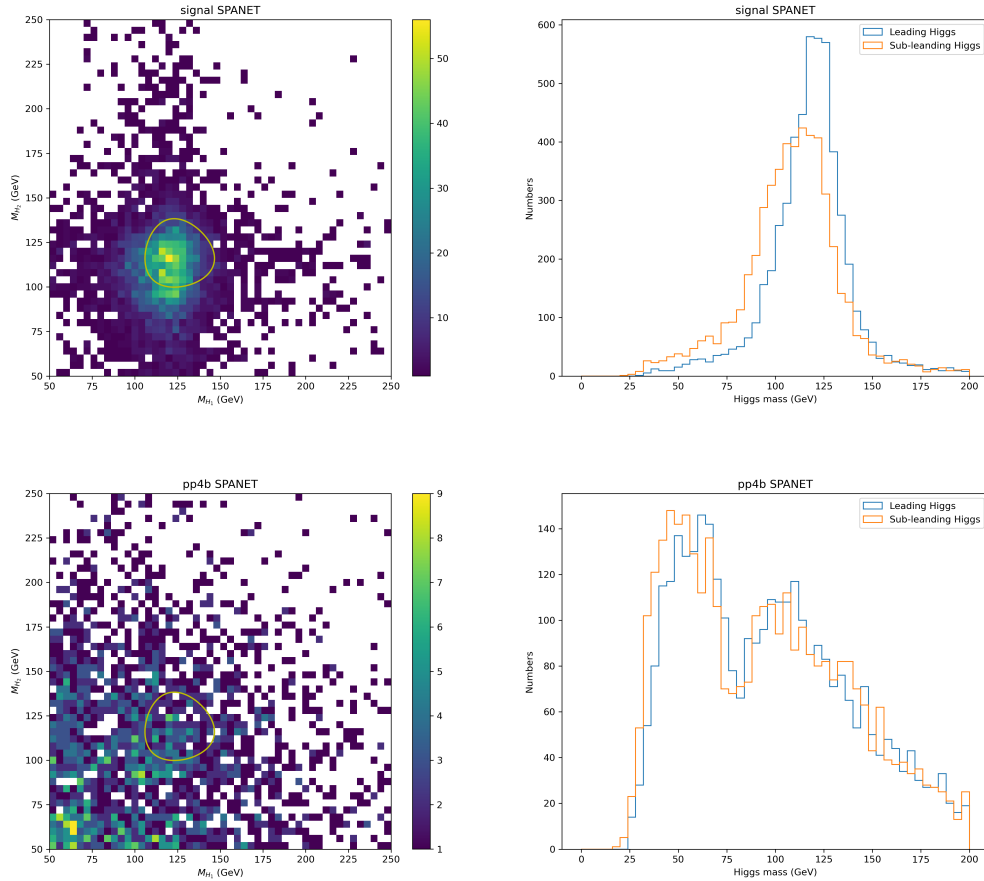 signal SPANET
250
225
200
175
150
125
100
75
50
M_{H_2} (GeV)
50 75 100 125 150 175 200 225 250
M_{H_1} (GeV)
50
40
30
20
10
signal SPANET
600
500
400
300
200
100
0
Numbers
0 25 50 75 100 125 150 175 200
Higgs mass (GeV)
Leading Higgs
Sub-leanding Higgs
pp4b SPANET
250
225
200
175
150
125
100
75
50
M_{H_2} (GeV)
50 75 100 125 150 175 200 225 250
M_{H_1} (GeV)
9
8
7
6
5
4
3
2
1
pp4b SPANET
140
120
100
80
60
40
20
0
Numbers
0 25 50 75 100 125 150 175 200
Higgs mass (GeV)
Leading Higgs
Sub-leanding Higgs